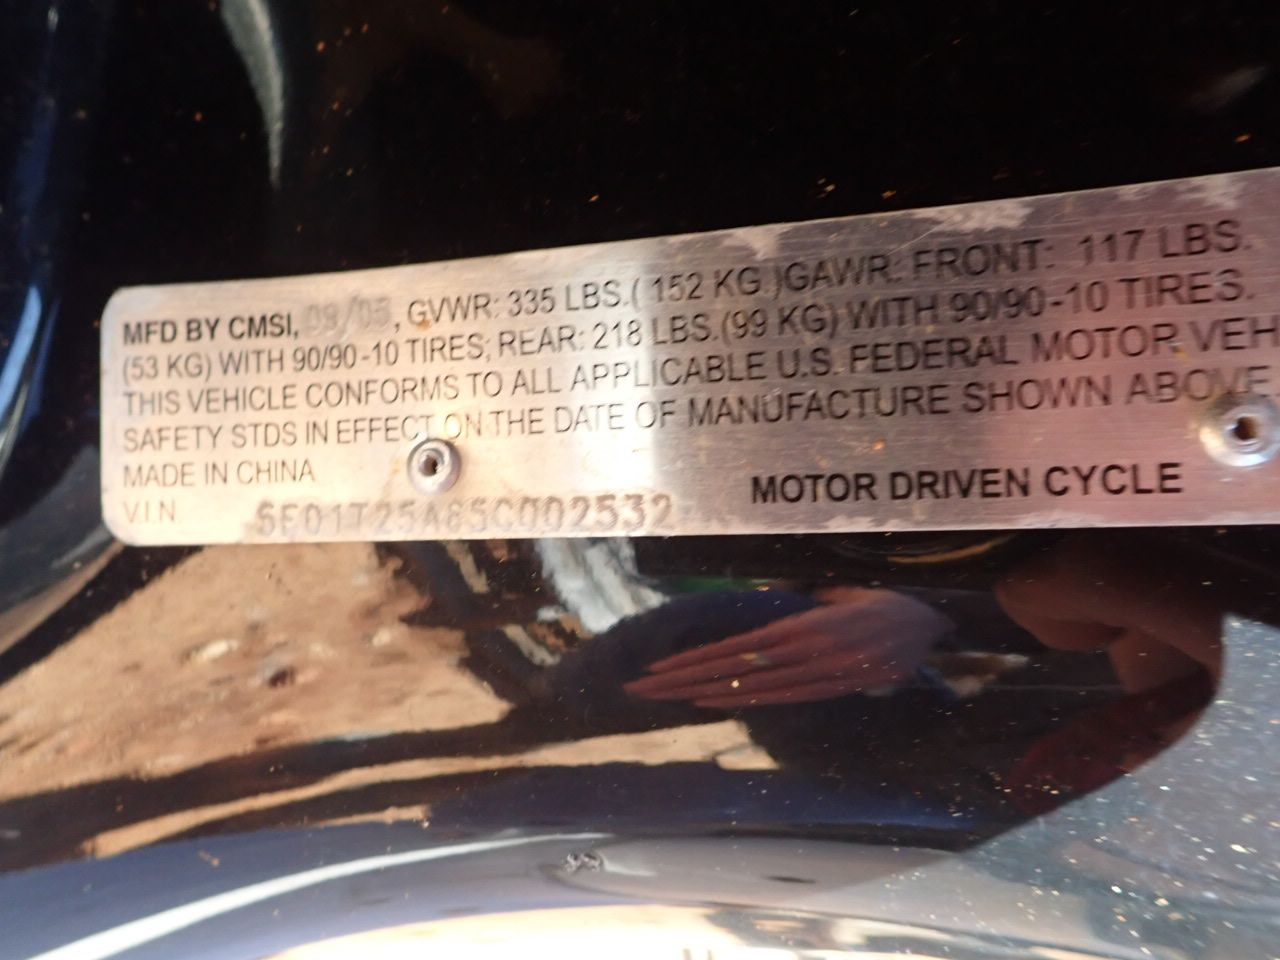 MFD BY CMSI, 09/05, GVWR: 335 LBS.( 152 KG )GAWR: FRONT: 117 LBS.
(53 KG) WITH 90/90-10 TIRES; REAR: 218 LBS.(99 KG) WITH 90/90-10 TIRES.
THIS VEHICLE CONFORMS TO ALL APPLICABLE U.S. FEDERAL MOTOR VEH
SAFETY STDS IN EFFECT ON THE DATE OF MANUFACTURE SHOWN ABOVE.
MADE IN CHINA
MOTOR DRIVEN CYCLE
V.I.N